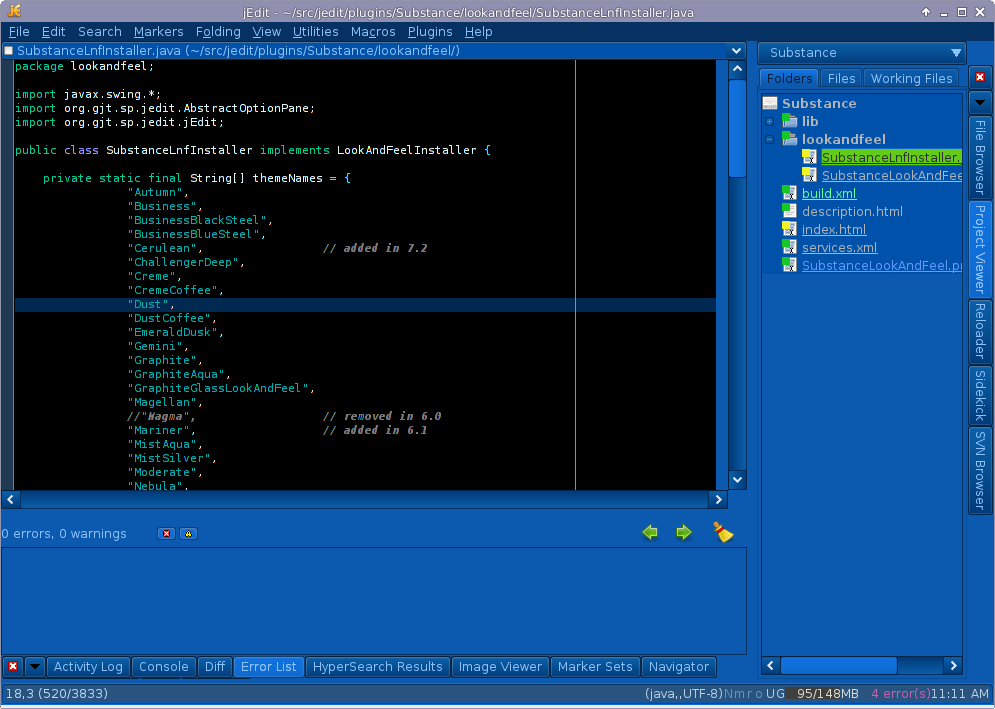 jEdit - ~/src/jedit/plugins/Substance/lookandfeel/SubstanceLnfInstaller.java
File Edit Search Markers Folding View Utilities Macros Plugins Help
SubstanceLnfInstaller.java (~/src/jedit/plugins/Substance/lookandfeel/)
package lookandfeel;
import javax.swing.*;
import org.gjt.sp.jedit.AbstractOptionPane;
import org.gjt.sp.jedit.jEdit;
public class SubstanceLnfInstaller implements LookAndFeelInstaller {
private static final String[] themeNames = {
"Autumn",
"Business",
"BusinessBlackSteel",
"BusinessBlueSteel",
"Cerulean", // added in 7.2
"ChallengerDeep",
"Creme",
"CremeCoffee",
"Dust",
"DustCoffee",
"EmeraldDusk",
"Gemini",
"Graphite",
"GraphiteAqua",
"GraphiteGlassLookAndFeel",
"Magellan",
//"Magma", // removed in 6.0
"Mariner", // added in 6.1
"MistAqua",
"MistSilver",
"Moderate",
"Nebula",
Substance
Folders Files Working Files
Substance
lib
lookandfeel
SubstanceLnfInstaller.
SubstanceLookAndFee
build.xml
description.html
index.html
services.xml
SubstanceLookAndFeel.pr
File Browser
Project Viewer
Reloader
Sidekick
SVN Browser
0 errors, 0 warnings
Activity Log Console Diff Error List HyperSearch Results Image Viewer Marker Sets Navigator
18,3 (520/3833) (java,,UTF-8)Nmro UG 95/148MB 4 error(s)11:11 AM